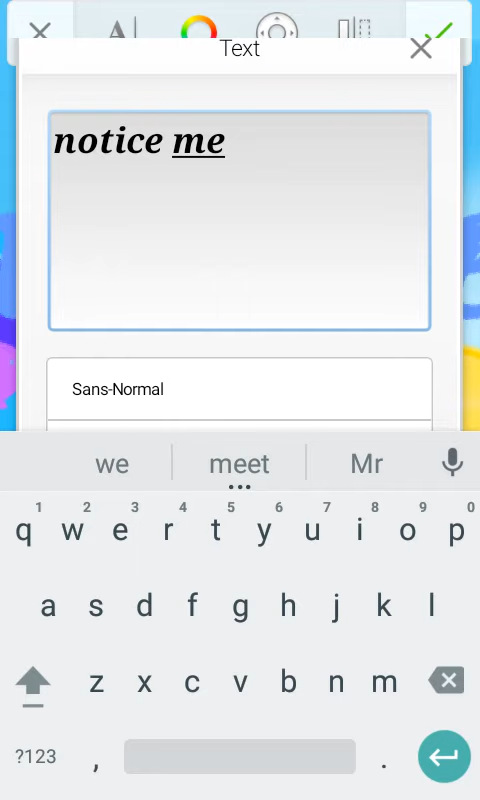 A
Text
notice me
Sans-Normal
we meet Mr
1 2 3 4 5 6 7 8 9 0
q w e r t y u i o p
a s d f g h j k l
z x c v b n m
?123 , .